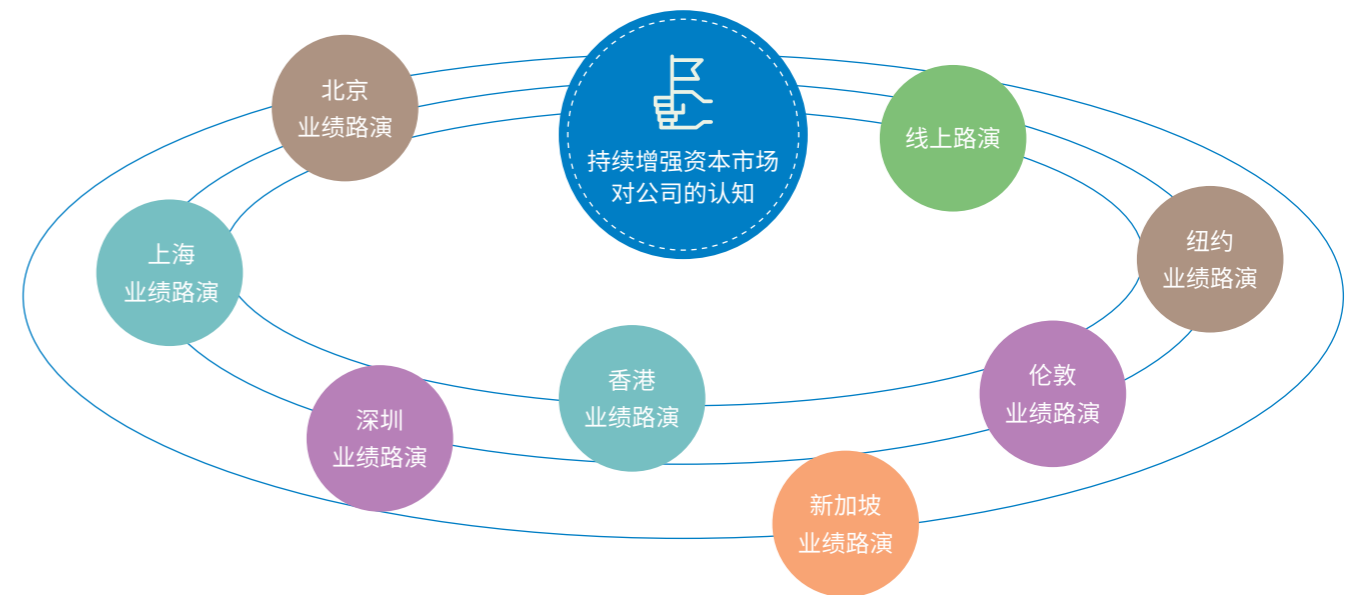 持续增强资本市场
对公司的认知
北京
业绩路演
线上路演
上海
业绩路演
纽约
业绩路演
深圳
业绩路演
香港
业绩路演
伦敦
业绩路演
新加坡
业绩路演